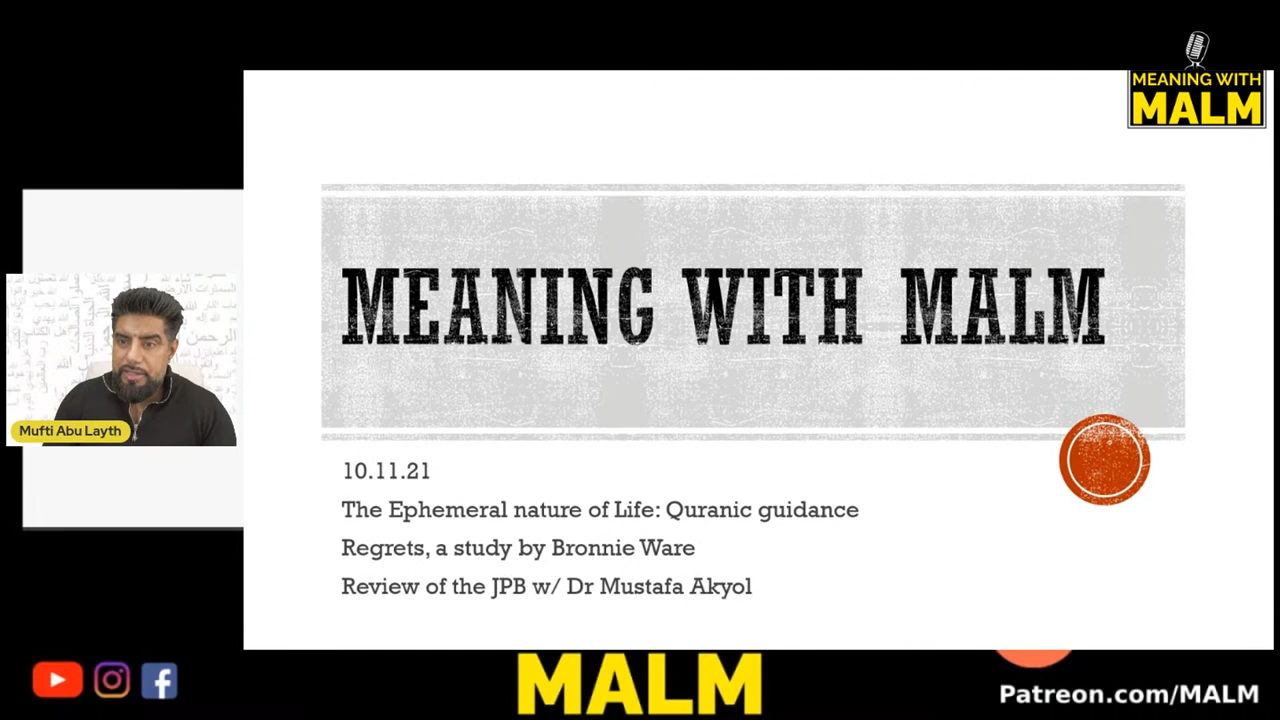 MEANING WITH
MALM
MEANING WITH MALM
Mufti Abu Layth
10.11.21
The Ephemeral nature of Life: Quranic guidance
Regrets, a study by Bronnie Ware
Review of the JPB w/ Dr Mustafa Akyol
MALM
Patreon.com/MALM